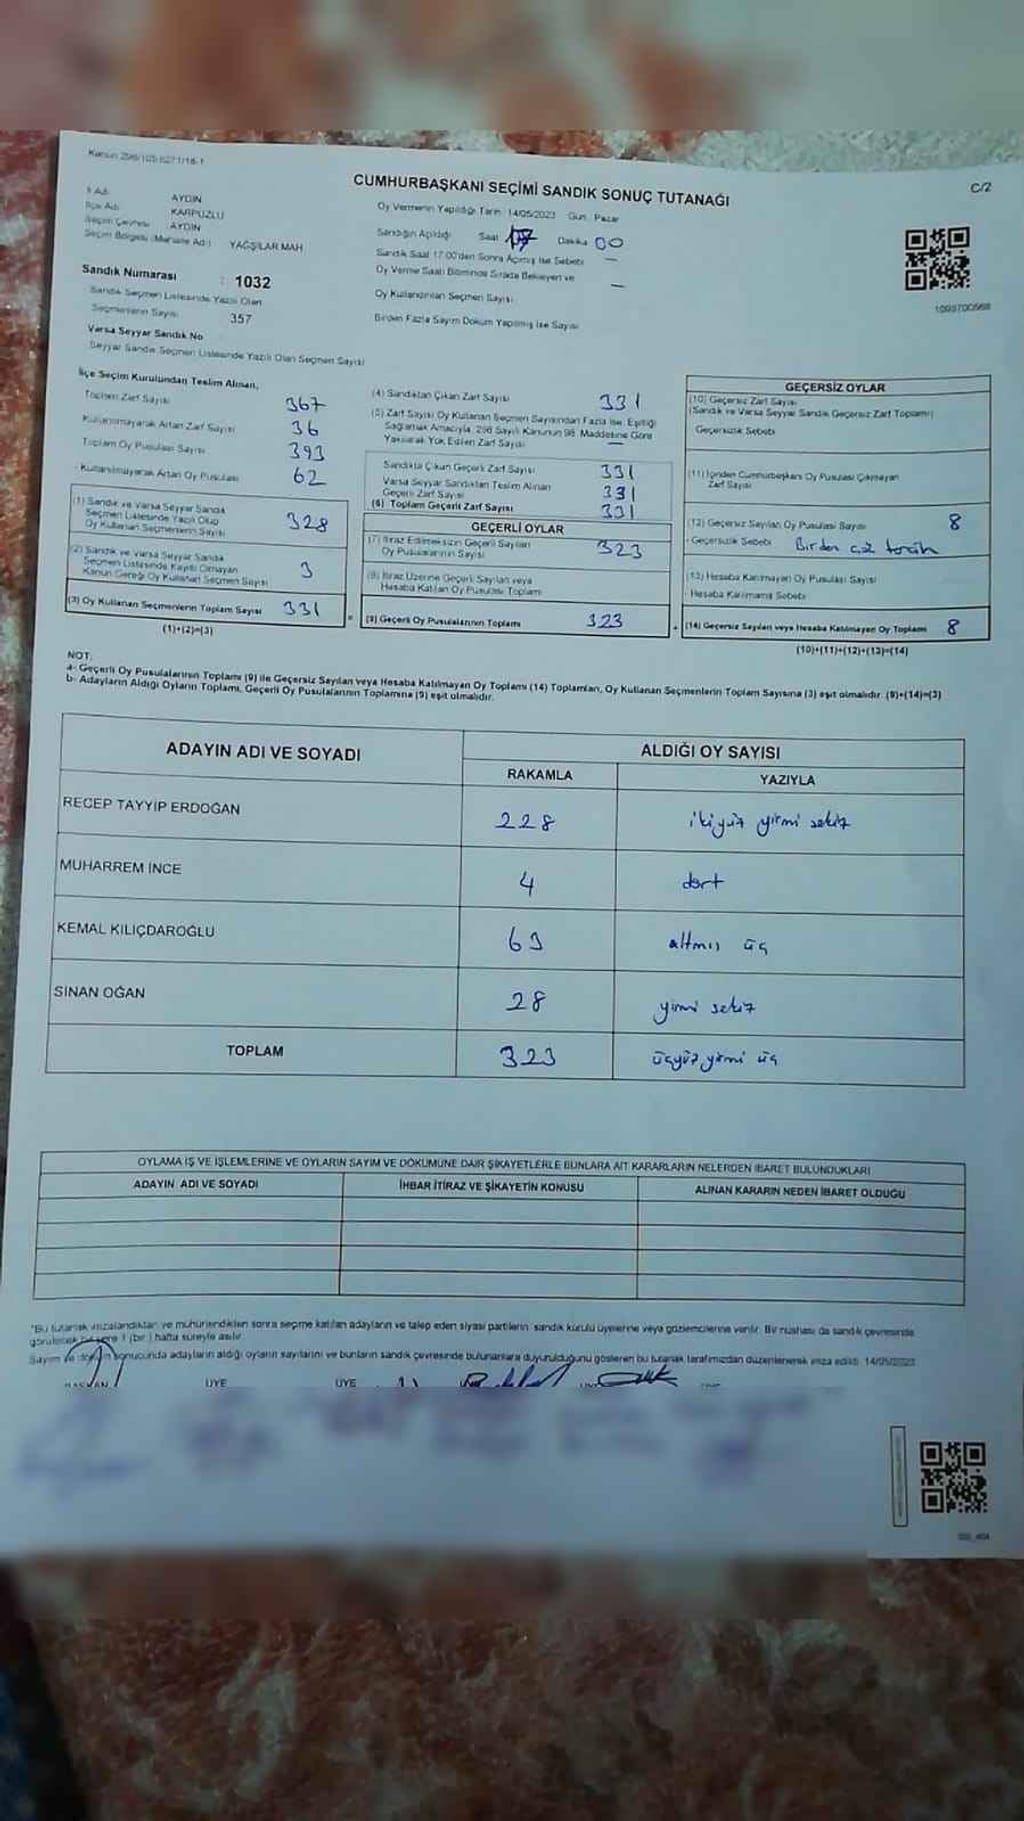 Kanun 298/105 6271/18-1
CUMHURBAŞKANI SEÇİMİ SANDIK SONUÇ TUTANAĞI
C/2
İl Adı AYDIN
İlçe Adı KARPUZLU
Seçim Çevresi AYDIN
Seçim Bölgesi (Mahalle Adı) YAĞŞILAR MAH.
Oy Vermenin Yapıldığı Tarih: 14/05/2023 Gün: Pazar
Sandığın Açıldığı Saat 17 Dakika 00
Sandık Saat 17.00'den Sonra Açılmış İse Sebebi —
Oy Verme Saati Bitiminde Sırada Bekleyen ve
Oy Kullandırılan Seçmen Sayısı —
Birden Fazla Sayım Döküm Yapılmış İse Sayısı
Sandık Numarası : 1032
Sandık Seçmen Listesinde Yazılı Olan
Seçmenlerin Sayısı 357
Varsa Seyyar Sandık No
Seyyar Sandık Seçmen Listesinde Yazılı Olan Seçmen Sayısı
İlçe Seçim Kurulundan Teslim Alınan,
Toplam Zarf Sayısı 367
Kullanılmayarak Artan Zarf Sayısı 36
Toplam Oy Pusulası Sayısı 393
Kullanılmayarak Artan Oy Pusulası 62
(1) Sandık ve Varsa Seyyar Sandık
Seçmen Listesinde Yazılı Olup
Oy Kullanan Seçmenlerin Sayısı 328
(2) Sandık ve Varsa Seyyar Sandık
Seçmen Listesinde Kayıtlı Olmayan
Kanun Gereği Oy Kullanan Seçmen Sayısı 3
(3) Oy Kullanan Seçmenlerin Toplam Sayısı 331
(1)+(2)=(3)
(4) Sandıktan Çıkan Zarf Sayısı 331
(5) Zarf Sayısı Oy Kullanan Seçmen Sayısından Fazla İse, Eşitliği
Sağlamak Amacıyla, 298 Sayılı Kanunun 98. Maddesine Göre
Yakılarak Yok Edilen Zarf Sayısı —
Sandıkta Çıkan Geçerli Zarf Sayısı 331
Varsa Seyyar Sandıktan Teslim Alınan
Geçerli Zarf Sayısı 331
(6) Toplam Geçerli Zarf Sayısı 331
GEÇERLİ OYLAR
(7) İtiraz Edilmeksizin Geçerli Sayılan
Oy Pusulalarının Sayısı 323
(8) İtiraz Üzerine Geçerli Sayılan veya
Hesaba Katılan Oy Pusulası Toplamı
(9) Geçerli Oy Pusulalarının Toplamı 323
GEÇERSİZ OYLAR
(10) Geçersiz Zarf Sayısı
(Sandık ve Varsa Seyyar Sandık Geçersiz Zarf Toplamı)
Geçersizlik Sebebi
(11) İçinden Cumhurbaşkanı Oy Pusulası Çıkmayan
Zarf Sayısı
(12) Geçersiz Sayılan Oy Pusulası Sayısı 8
- Geçersizlik Sebebi Birden çok tercih
(13) Hesaba Katılmayan Oy Pusulası Sayısı
- Hesaba Katılmama Sebebi
(14) Geçersiz Sayılan veya Hesaba Katılmayan Oy Toplamı 8
(10)+(11)+(12)+(13)=(14)
NOT:
a- Geçerli Oy Pusulalarının Toplamı (9) ile Geçersiz Sayılan veya Hesaba Katılmayan Oy Toplamı (14) Toplamları, Oy Kullanan Seçmenlerin Toplam Sayısına (3) eşit olmalıdır. (9)+(14)=(3)
b- Adayların Aldığı Oyların Toplamı, Geçerli Oy Pusulalarının Toplamına (9) eşit olmalıdır.
ADAYIN ADI VE SOYADI
ALDIĞI OY SAYISI
RAKAMLA
YAZIYLA
RECEP TAYYİP ERDOĞAN 228 ikiyüz yirmi sekiz
MUHARREM İNCE 4 dört
KEMAL KILIÇDAROĞLU 63 altmış üç
SİNAN OĞAN 28 yirmi sekiz
TOPLAM 323 üçyüz yirmi üç
OYLAMA İŞ VE İŞLEMLERİNE VE OYLARIN SAYIM VE DÖKÜMÜNE DAİR ŞİKAYETLERLE BUNLARA AİT KARARLARIN NELERDEN İBARET BULUNDUKLARI
ADAYIN ADI VE SOYADI
İHBAR İTİRAZ VE ŞİKAYETİN KONUSU
ALINAN KARARIN NEDEN İBARET OLDUĞU
*Bu tutanak imzalandıktan ve mühürlendikten sonra seçime katılan adayların ve talep eden siyasi partilerin sandık kurulu üyelerine veya gözlemcilerine verilir. Bir nüshası da sandık çevresinde
görülecek bir yere 1 (bir) hafta süreyle asılır.
Sayım ve döküm sonucunda adayların aldığı oyların sayılarını ve bunların sandık çevresinde bulunanlara duyurulduğunu gösteren bu tutanak tarafımızdan düzenlenerek imza edildi. 14/05/2023
BAŞKAN ÜYE ÜYE